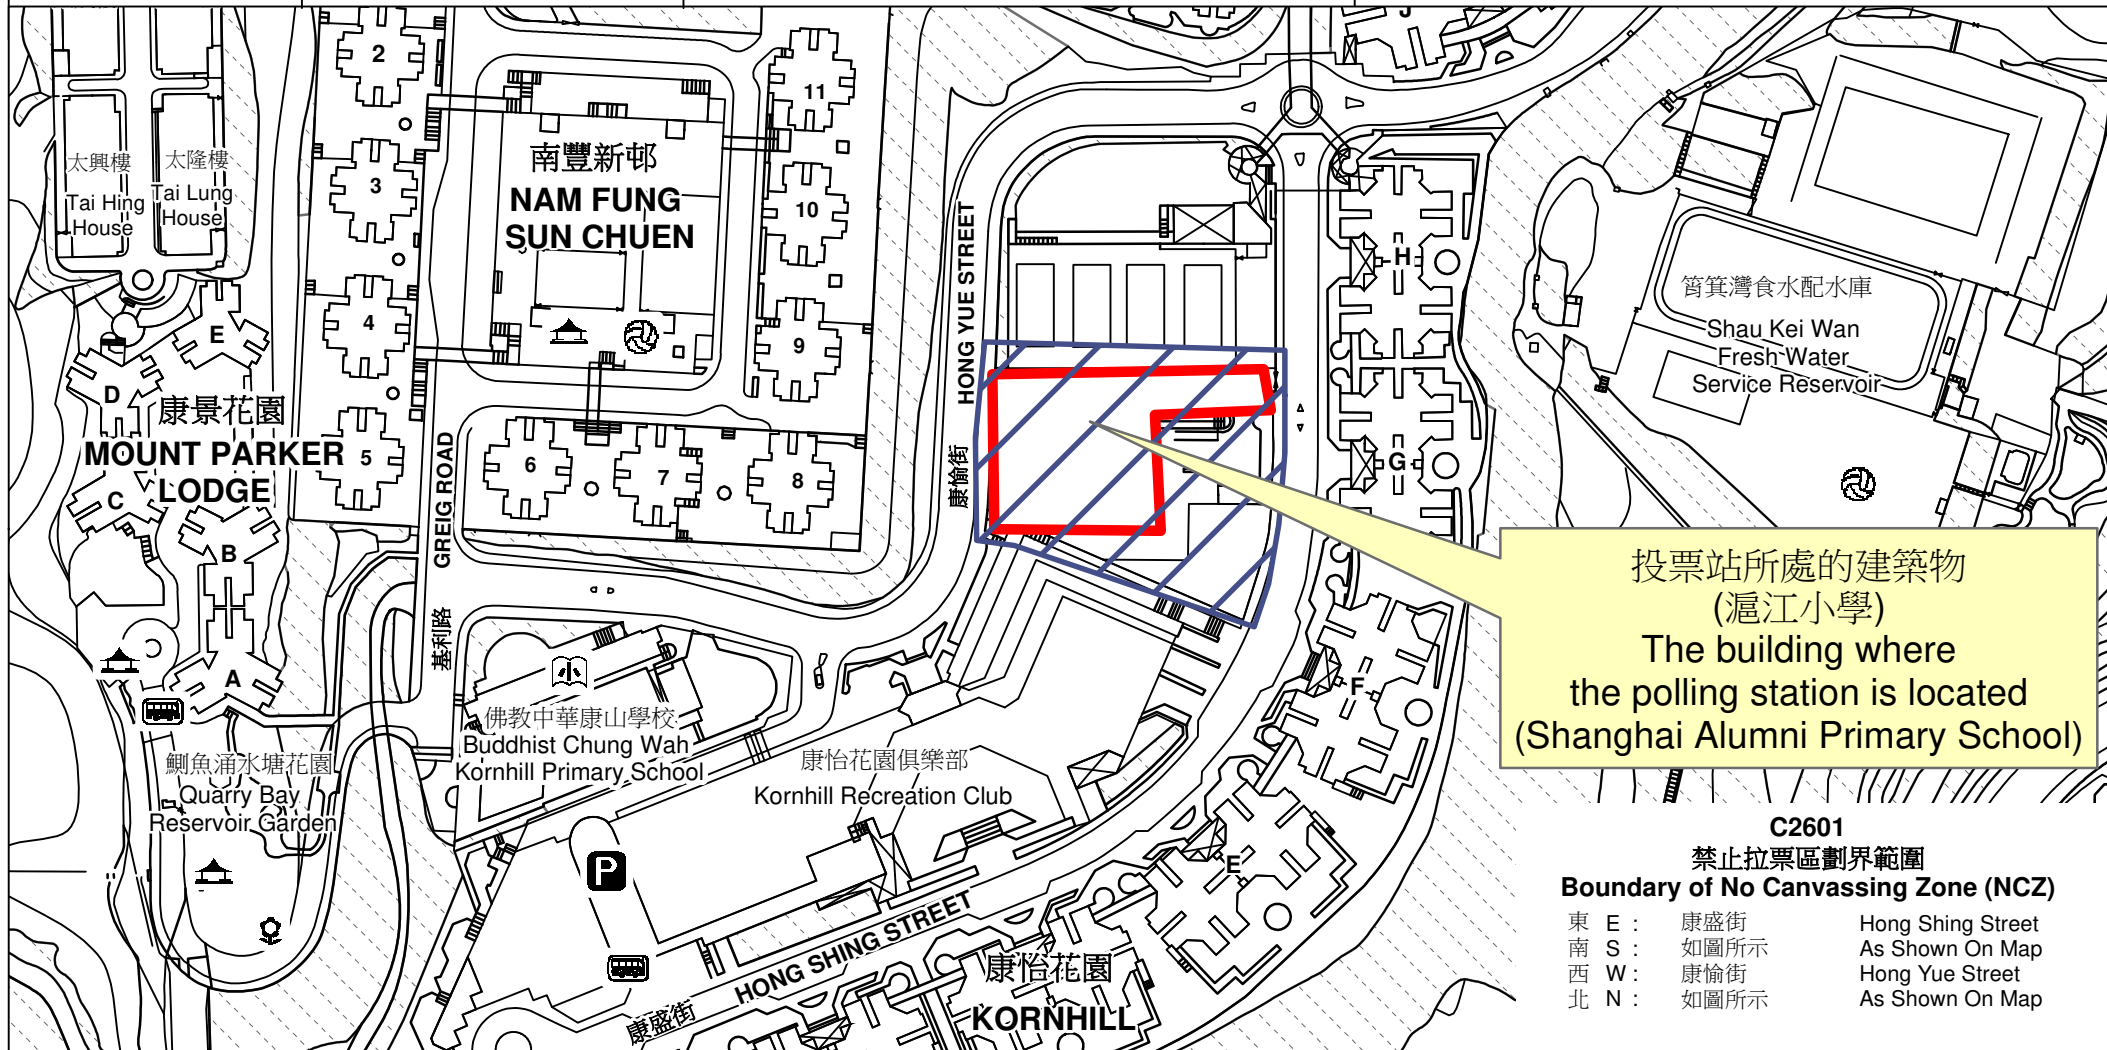 2
11
南豐新邨
NAM FUNG
SUN CHUEN
太興樓
太隆樓
Tai Hing
House
Tai Lung
House
3
10
HONG YUE STREET
康愉街
H
筲箕灣食水配水庫
Shau Kei Wan
Fresh Water
Service Reservoir
E
4
9
D
康景花園
MOUNT PARKER
LODGE
5
GREIG ROAD
基利路
6
7
8
G
C
B
A
投票站所處的建築物
(滬江小學)
The building where
the polling station is located
(Shanghai Alumni Primary School)
小
佛教中華康山學校
Buddhist Chung Wah
Kornhill Primary School
F
鰂魚涌水塘花園
Quarry Bay
Reservoir Garden
康怡花園俱樂部
Kornhill Recreation Club
P
E
HONG SHING STREET
康盛街
康怡花園
KORNHILL
J
C2601
禁止拉票區劃界範圍
Boundary of No Canvassing Zone (NCZ)
東 E : 康盛街 Hong Shing Street
南 S : 如圖所示 As Shown On Map
西 W : 康愉街 Hong Yue Street
北 N : 如圖所示 As Shown On Map